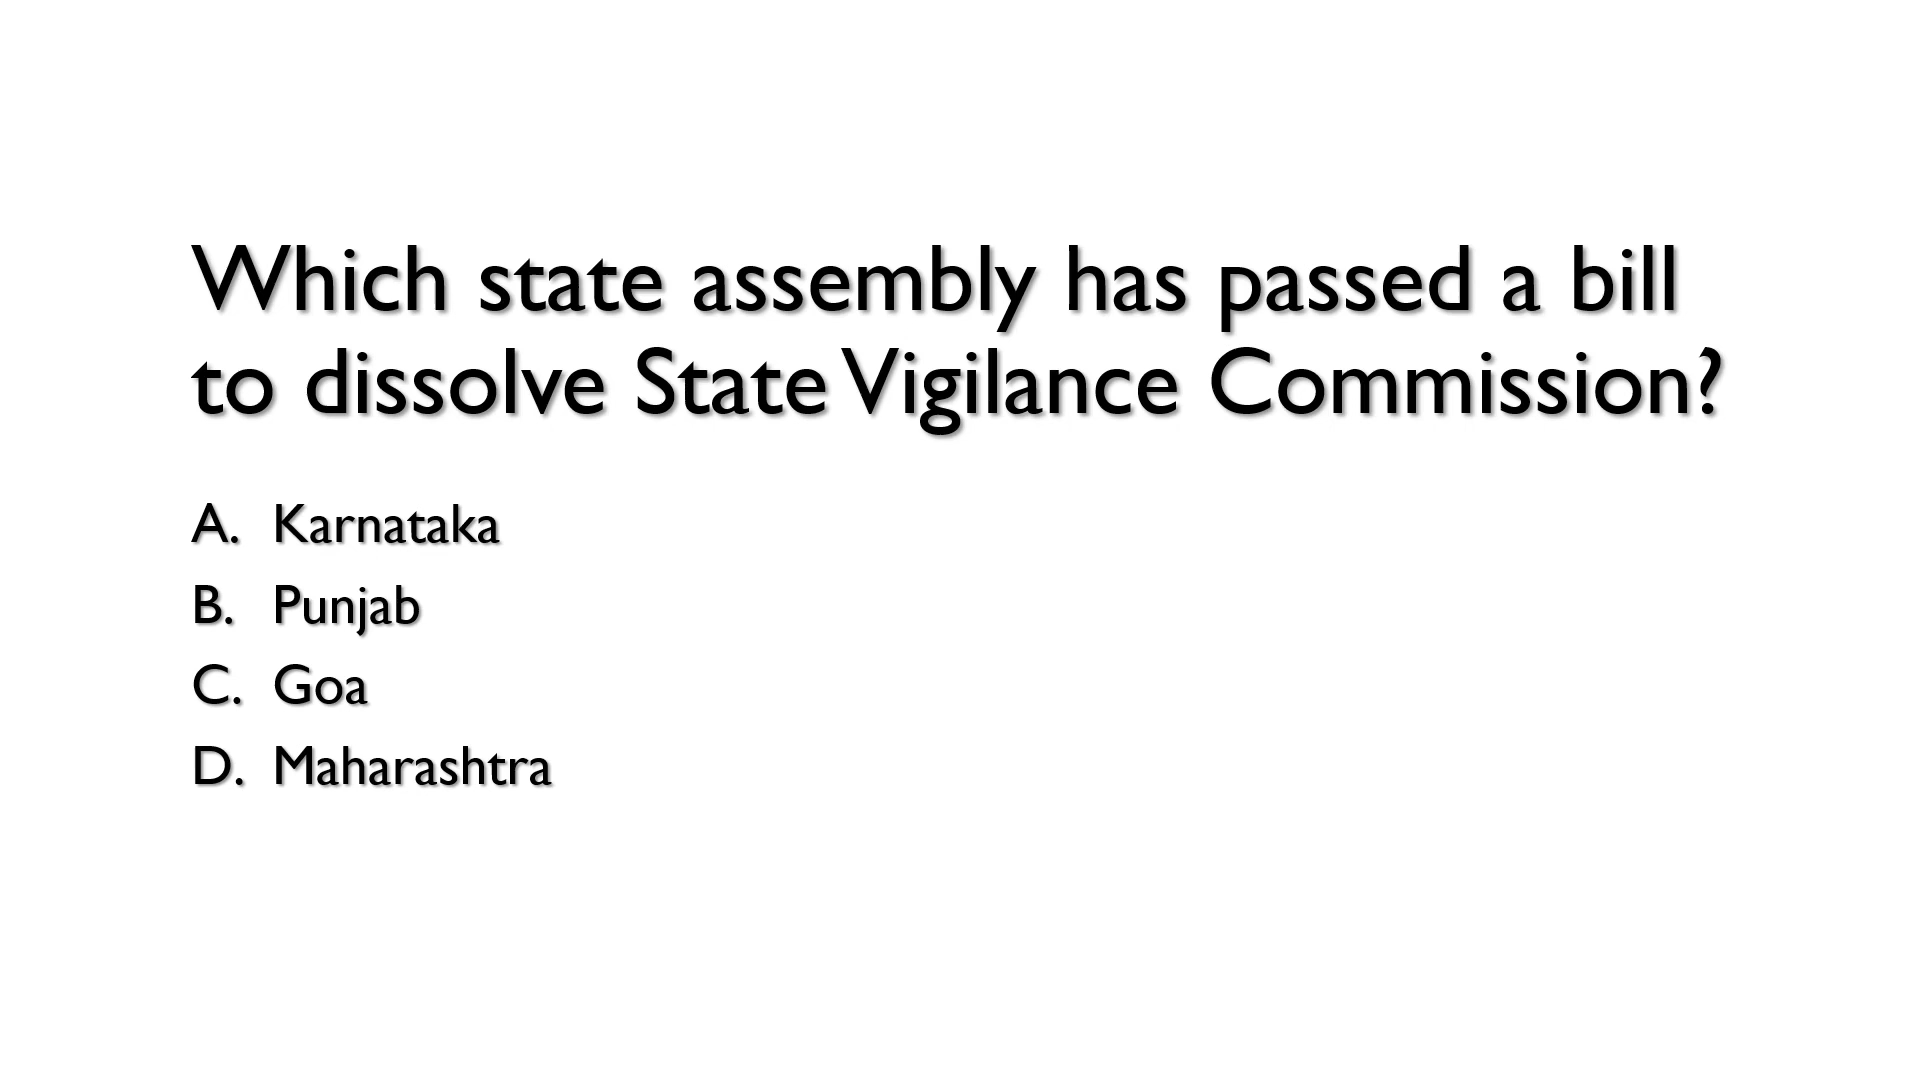 Which state assembly has passed a bill
to dissolve State Vigilance Commission?
A. Karnataka
B. Punjab
C. Goa
D. Maharashtra